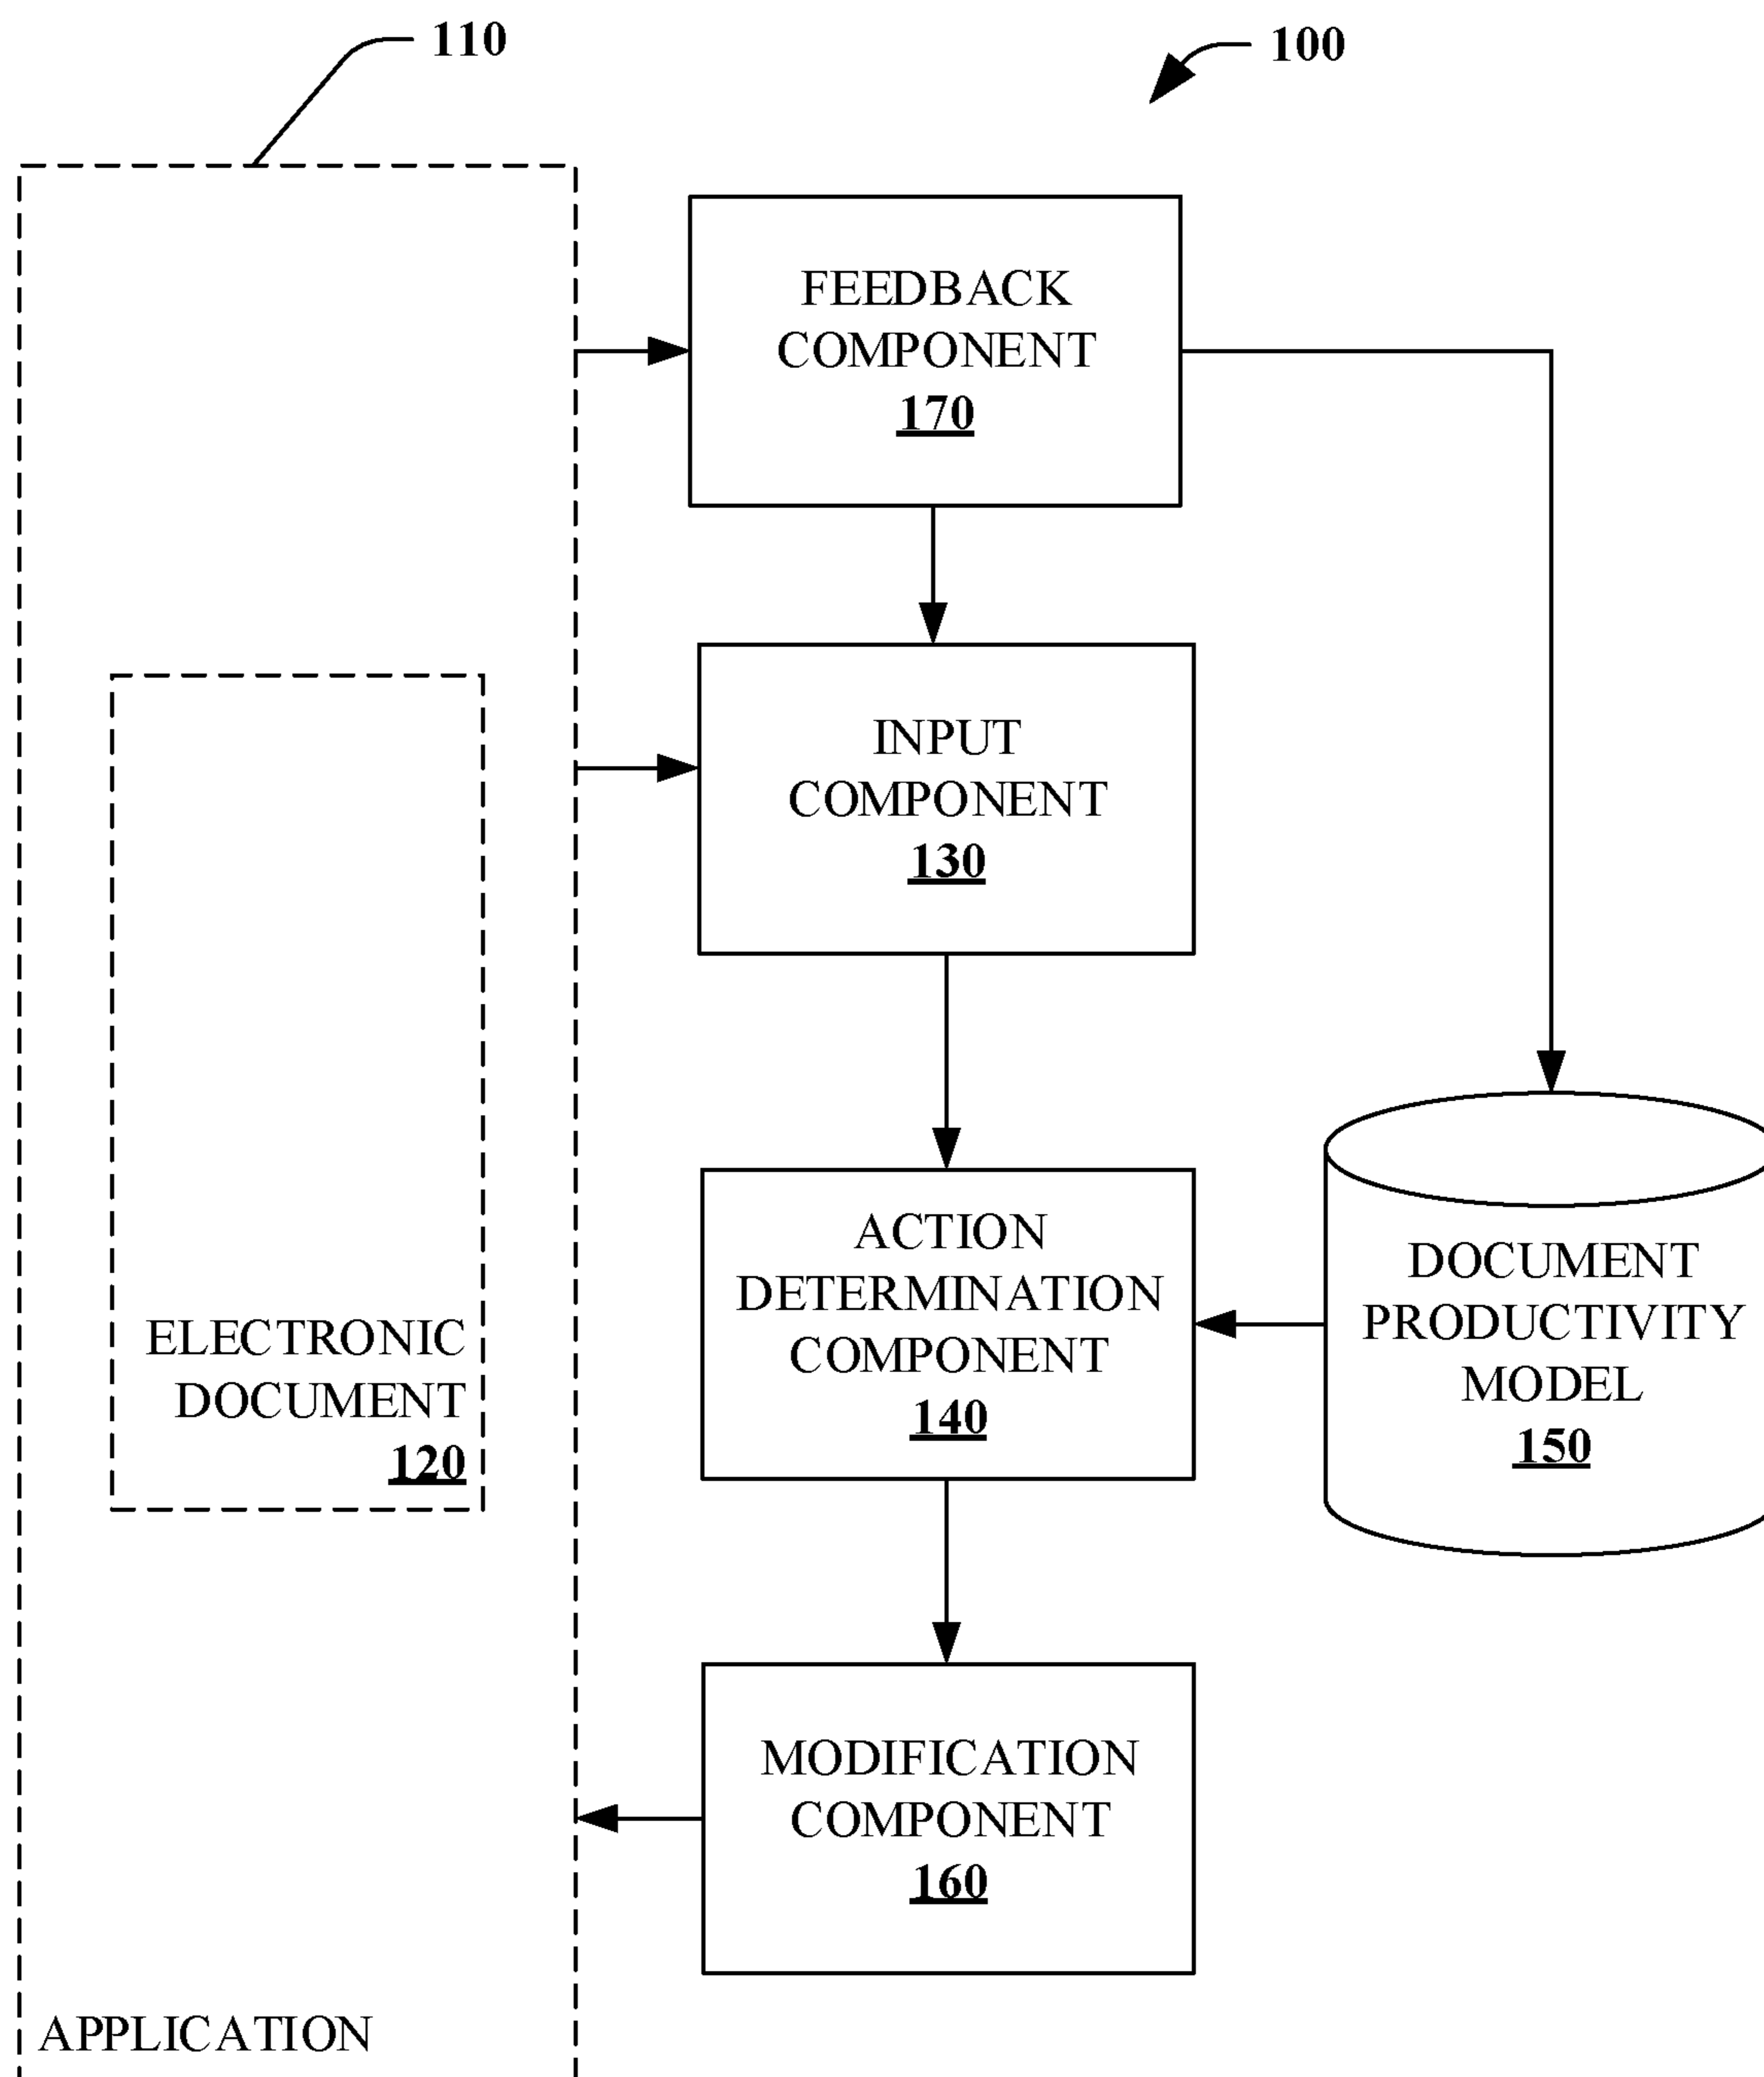 110
100
FEEDBACK
COMPONENT
170
INPUT
COMPONENT
130
ACTION
DETERMINATION
COMPONENT
140
DOCUMENT
PRODUCTIVITY
MODEL
150
ELECTRONIC
DOCUMENT
120
MODIFICATION
COMPONENT
160
APPLICATION